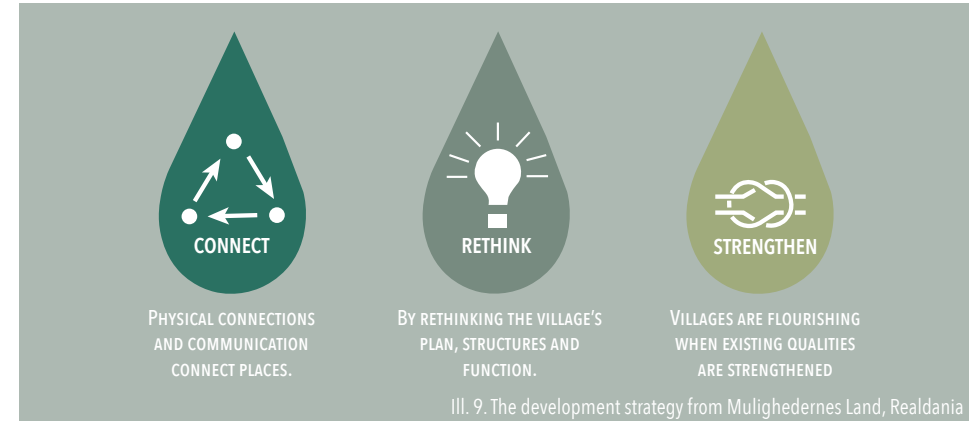 CONNECT
PHYSICAL CONNECTIONS
AND COMMUNICATION
CONNECT PLACES.
RETHINK
BY RETHINKING THE VILLAGE'S
PLAN, STRUCTURES AND
FUNCTION.
STRENGTHEN
VILLAGES ARE FLOURISHING
WHEN EXISTING QUALITIES
ARE STRENGTHENED
Ill. 9. The development strategy from Mulighedernes Land, Realdania